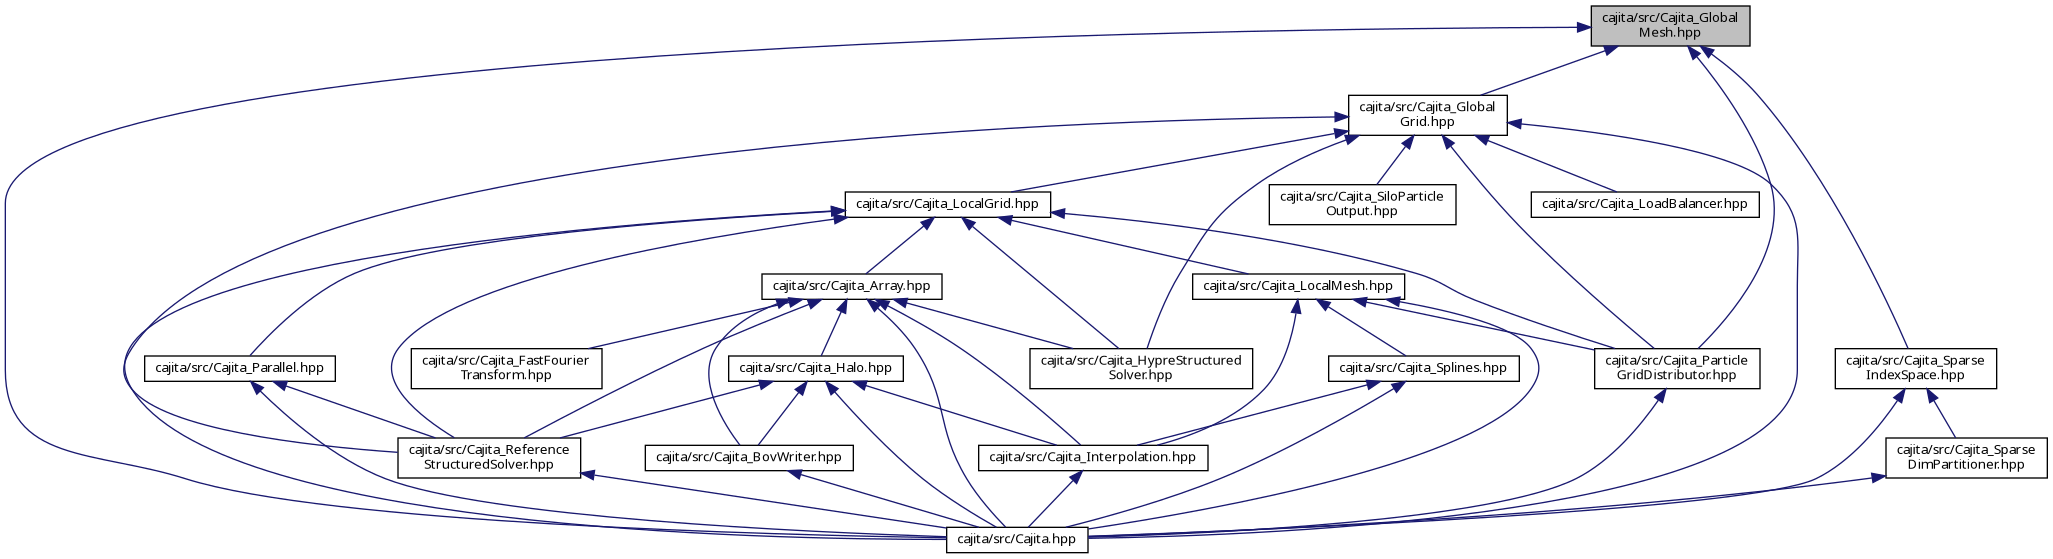 cajita/src/Cajita_Global
Mesh.hpp
cajita/src/Cajita_Global
Grid.hpp
cajita/src/Cajita_LocalGrid.hpp
cajita/src/Cajita_SiloParticle
Output.hpp
cajita/src/Cajita_LoadBalancer.hpp
cajita/src/Cajita_Array.hpp
cajita/src/Cajita_LocalMesh.hpp
cajita/src/Cajita_Parallel.hpp
cajita/src/Cajita_FastFourier
Transform.hpp
cajita/src/Cajita_Halo.hpp
cajita/src/Cajita_HypreStructured
Solver.hpp
cajita/src/Cajita_Splines.hpp
cajita/src/Cajita_Particle
GridDistributor.hpp
cajita/src/Cajita_Sparse
IndexSpace.hpp
cajita/src/Cajita_Reference
StructuredSolver.hpp
cajita/src/Cajita_BovWriter.hpp
cajita/src/Cajita_Interpolation.hpp
cajita/src/Cajita_Sparse
DimPartitioner.hpp
cajita/src/Cajita.hpp